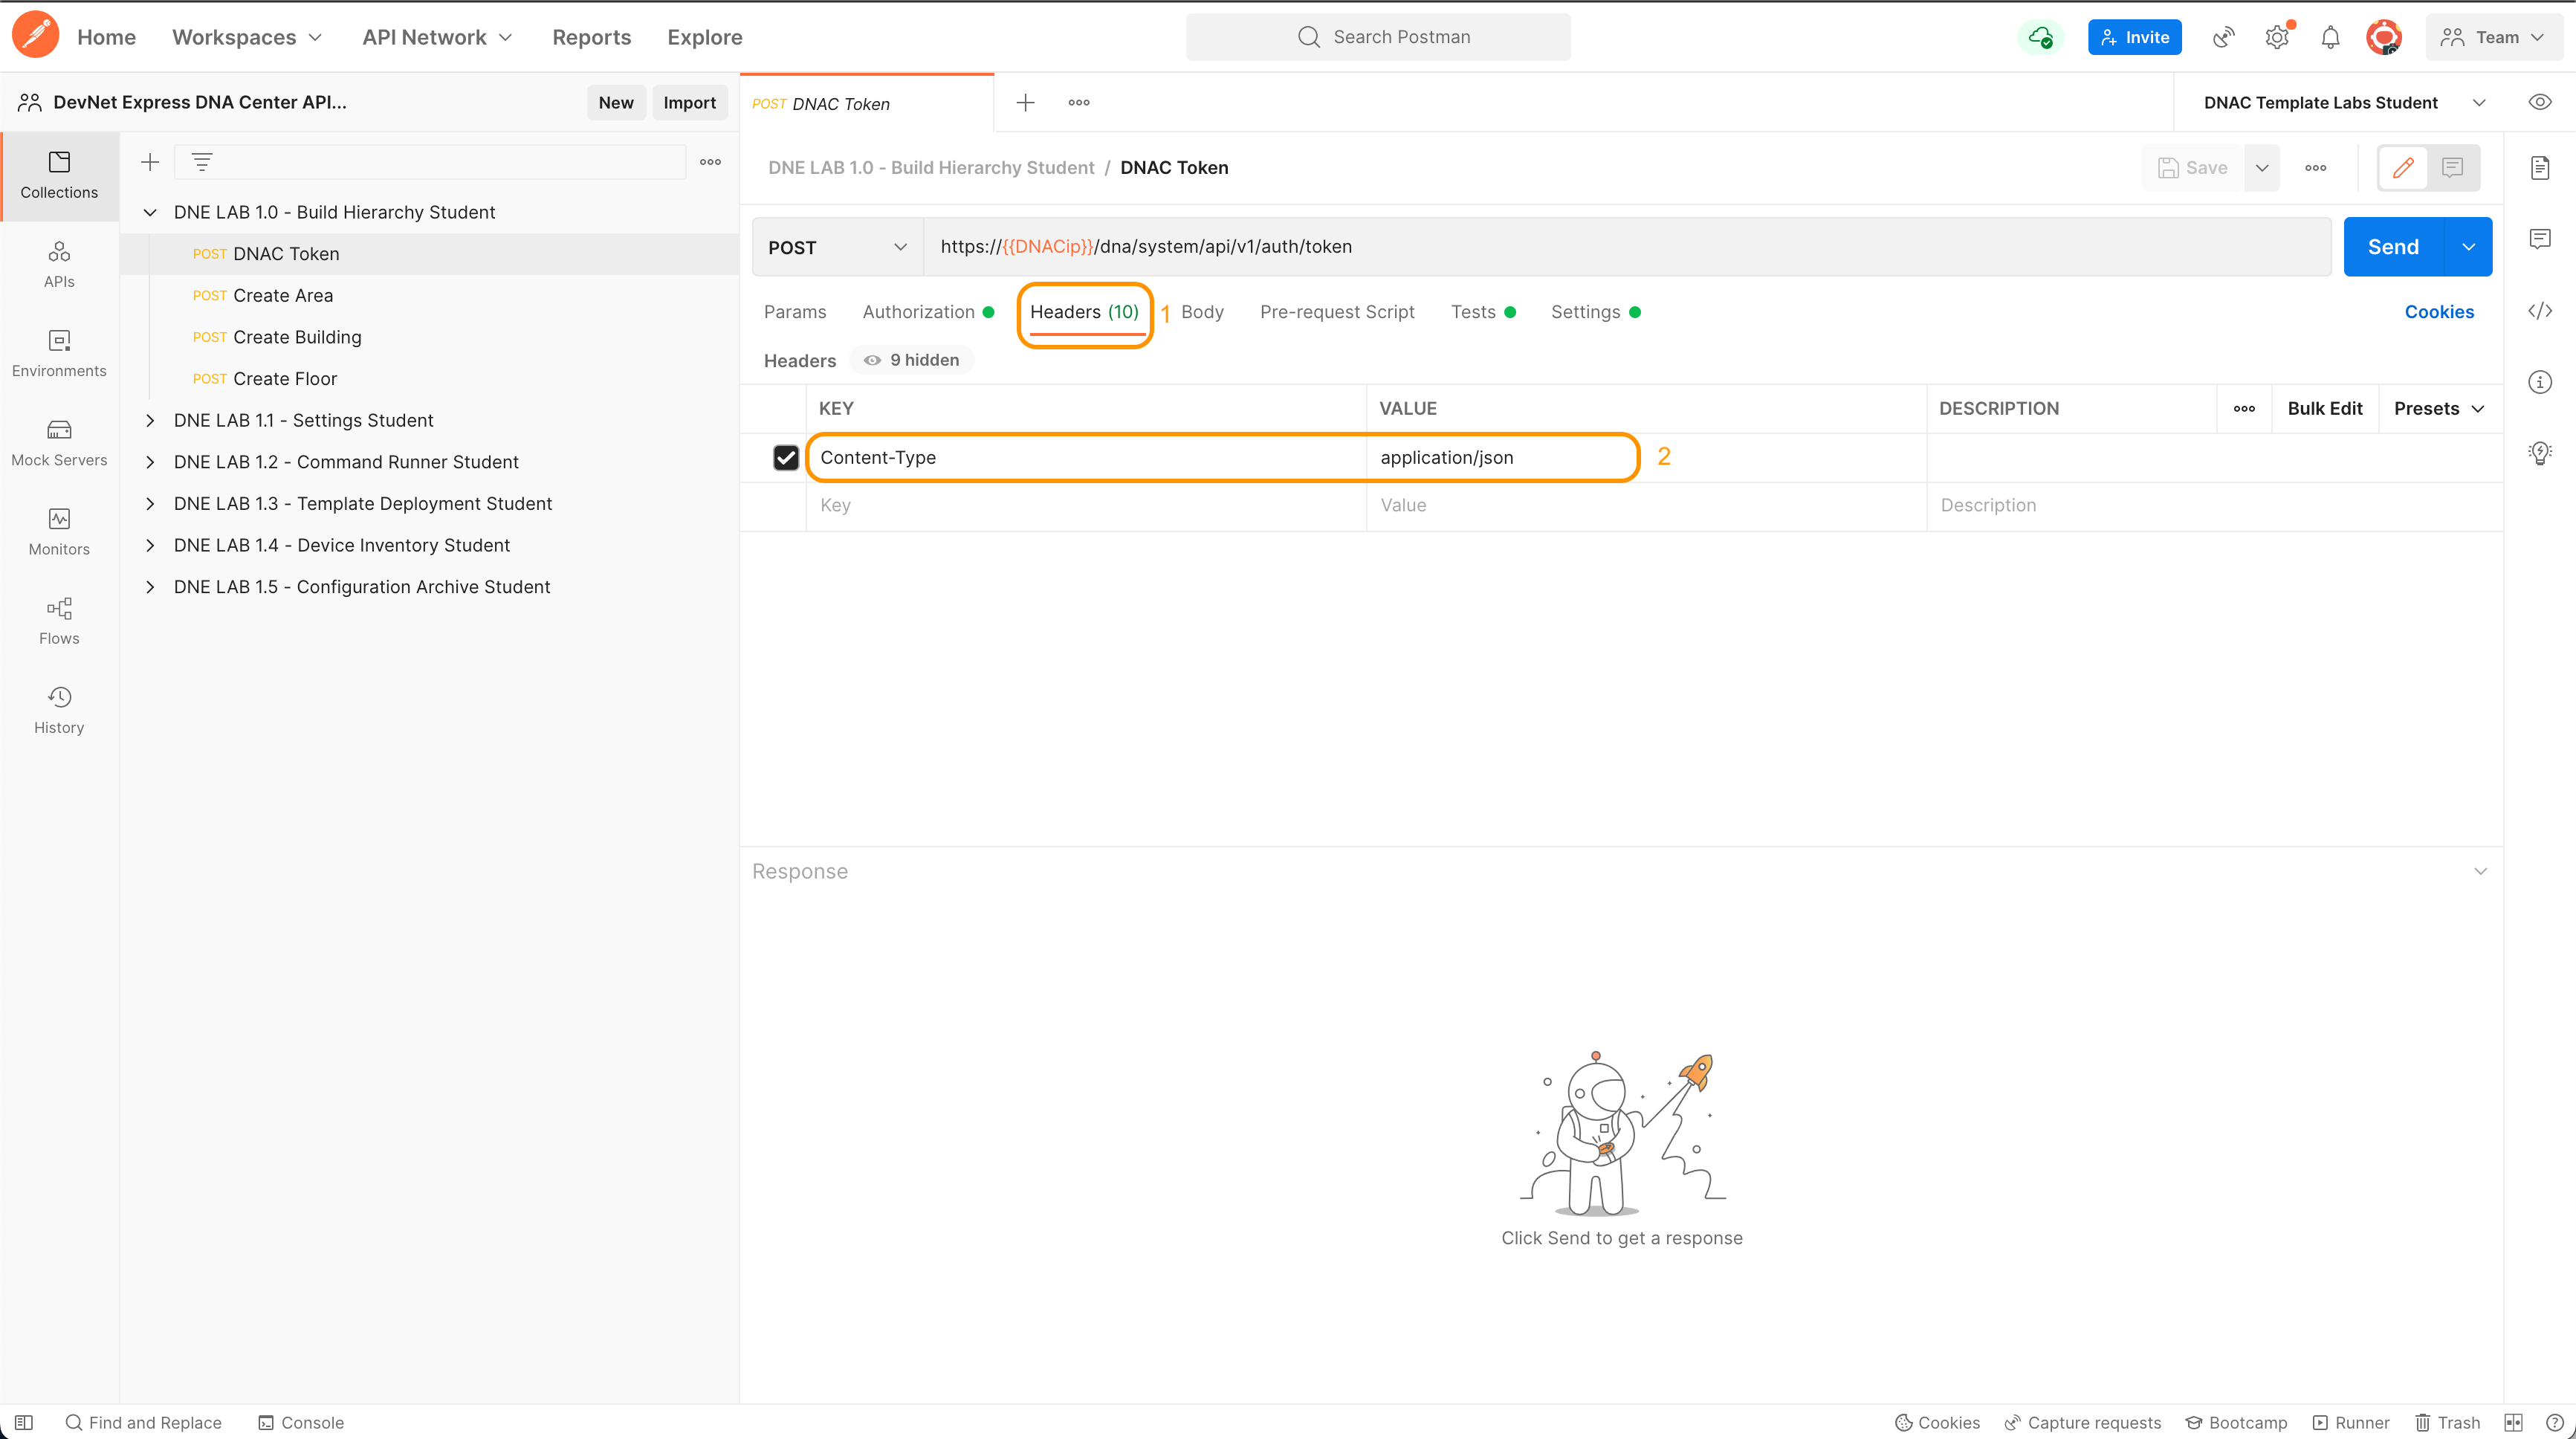 Home Workspaces API Network Reports Explore Search Postman Invite Team
DevNet Express DNA Center API... New Import POST DNAC Token DNAC Template Labs Student
Collections
APIs
Environments
Mock Servers
Monitors
Flows
History
DNE LAB 1.0 - Build Hierarchy Student
POST DNAC Token
POST Create Area
POST Create Building
POST Create Floor
DNE LAB 1.1 - Settings Student
DNE LAB 1.2 - Command Runner Student
DNE LAB 1.3 - Template Deployment Student
DNE LAB 1.4 - Device Inventory Student
DNE LAB 1.5 - Configuration Archive Student
DNE LAB 1.0 - Build Hierarchy Student / DNAC Token Save
POST https://{{DNACip}}/dna/system/api/v1/auth/token Send
Params Authorization Headers (10) 1 Body Pre-request Script Tests Settings Cookies
Headers 9 hidden
KEY VALUE DESCRIPTION Bulk Edit Presets
Content-Type application/json 2
Key Value Description
Response
Click Send to get a response
Find and Replace Console Cookies Capture requests Bootcamp Runner Trash